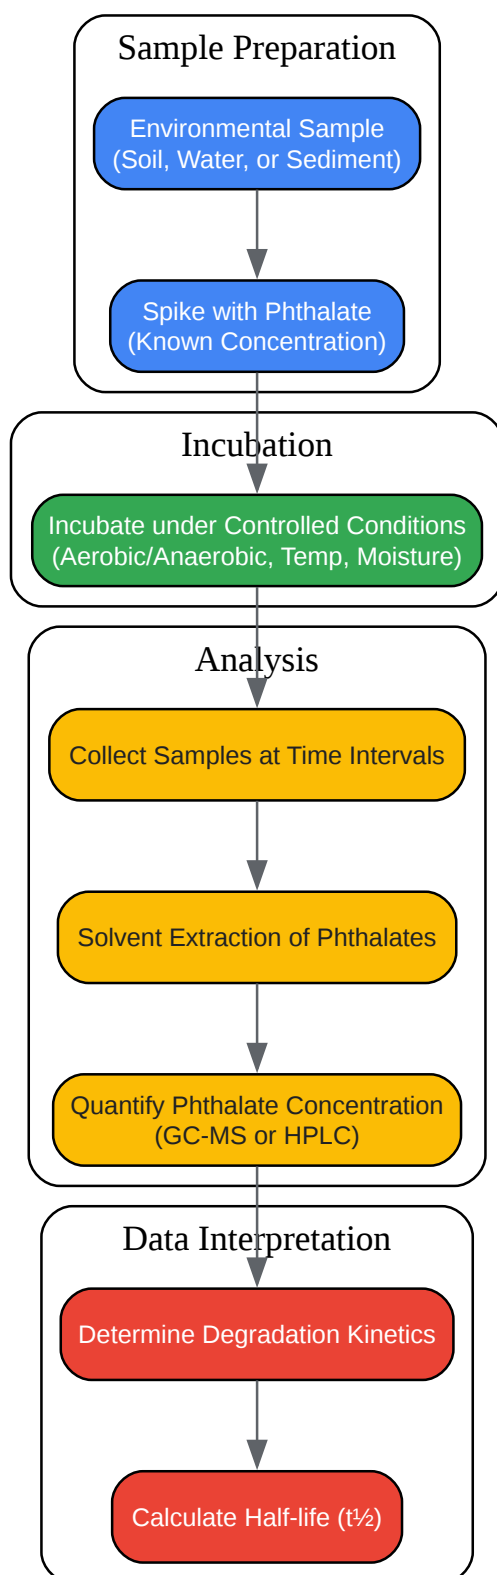 Sample Preparation
Environmental Sample
(Soil, Water, or Sediment)
Spike with Phthalate
(Known Concentration)
Incubation
Incubate under Controlled Conditions
(Aerobic/Anaerobic, Temp, Moisture)
Analysis
Collect Samples at Time Intervals
Solvent Extraction of Phthalates
Quantify Phthalate Concentration
(GC-MS or HPLC)
Data Interpretation
Determine Degradation Kinetics
Calculate Half-life (t½)